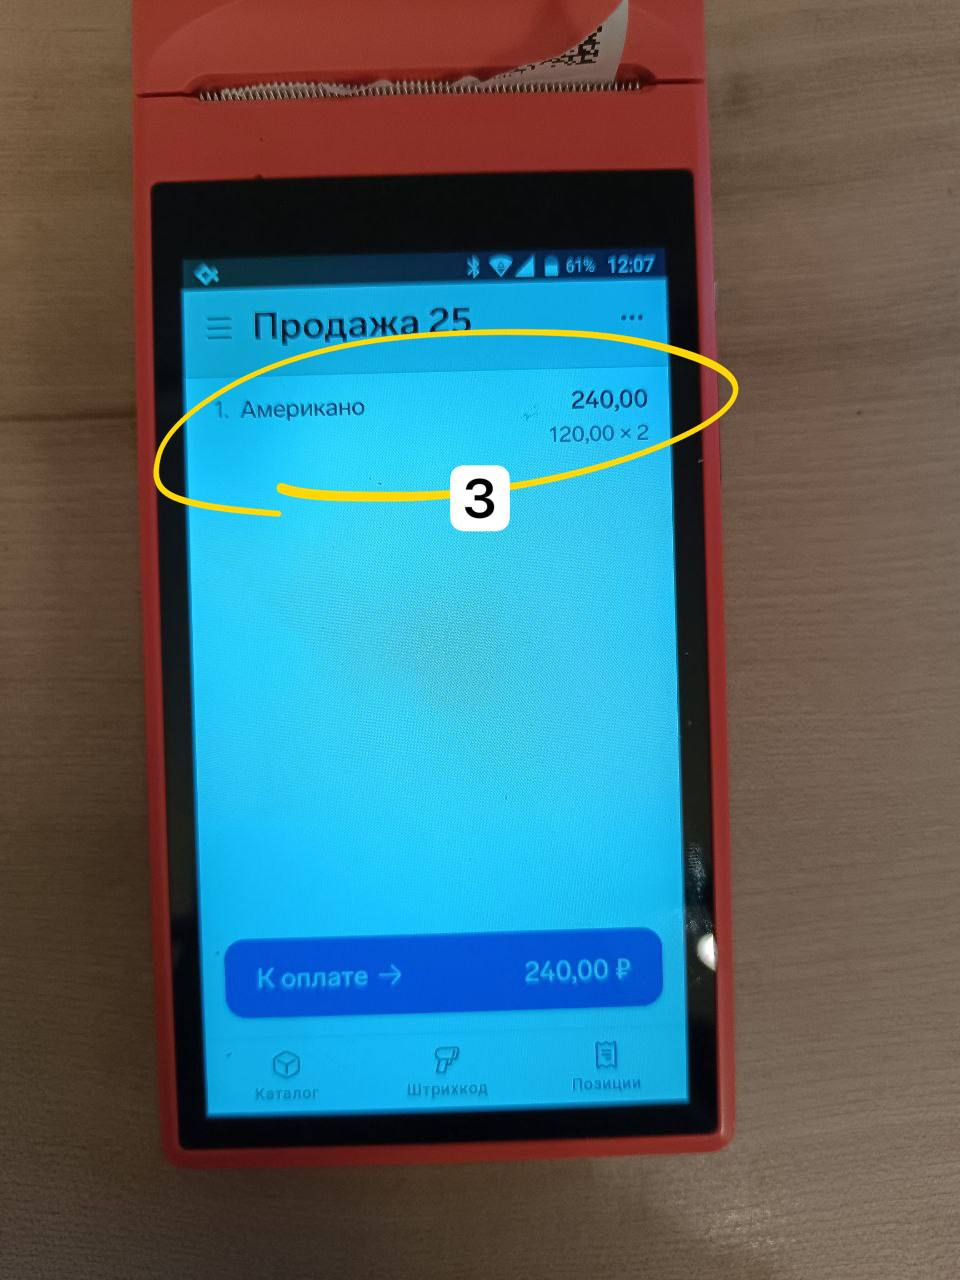 61% 12:07
Продажа 25
1. Американо 240,00
120,00 × 2
3
К оплате → 240,00 ₽
Каталог Штрихкод Позиции